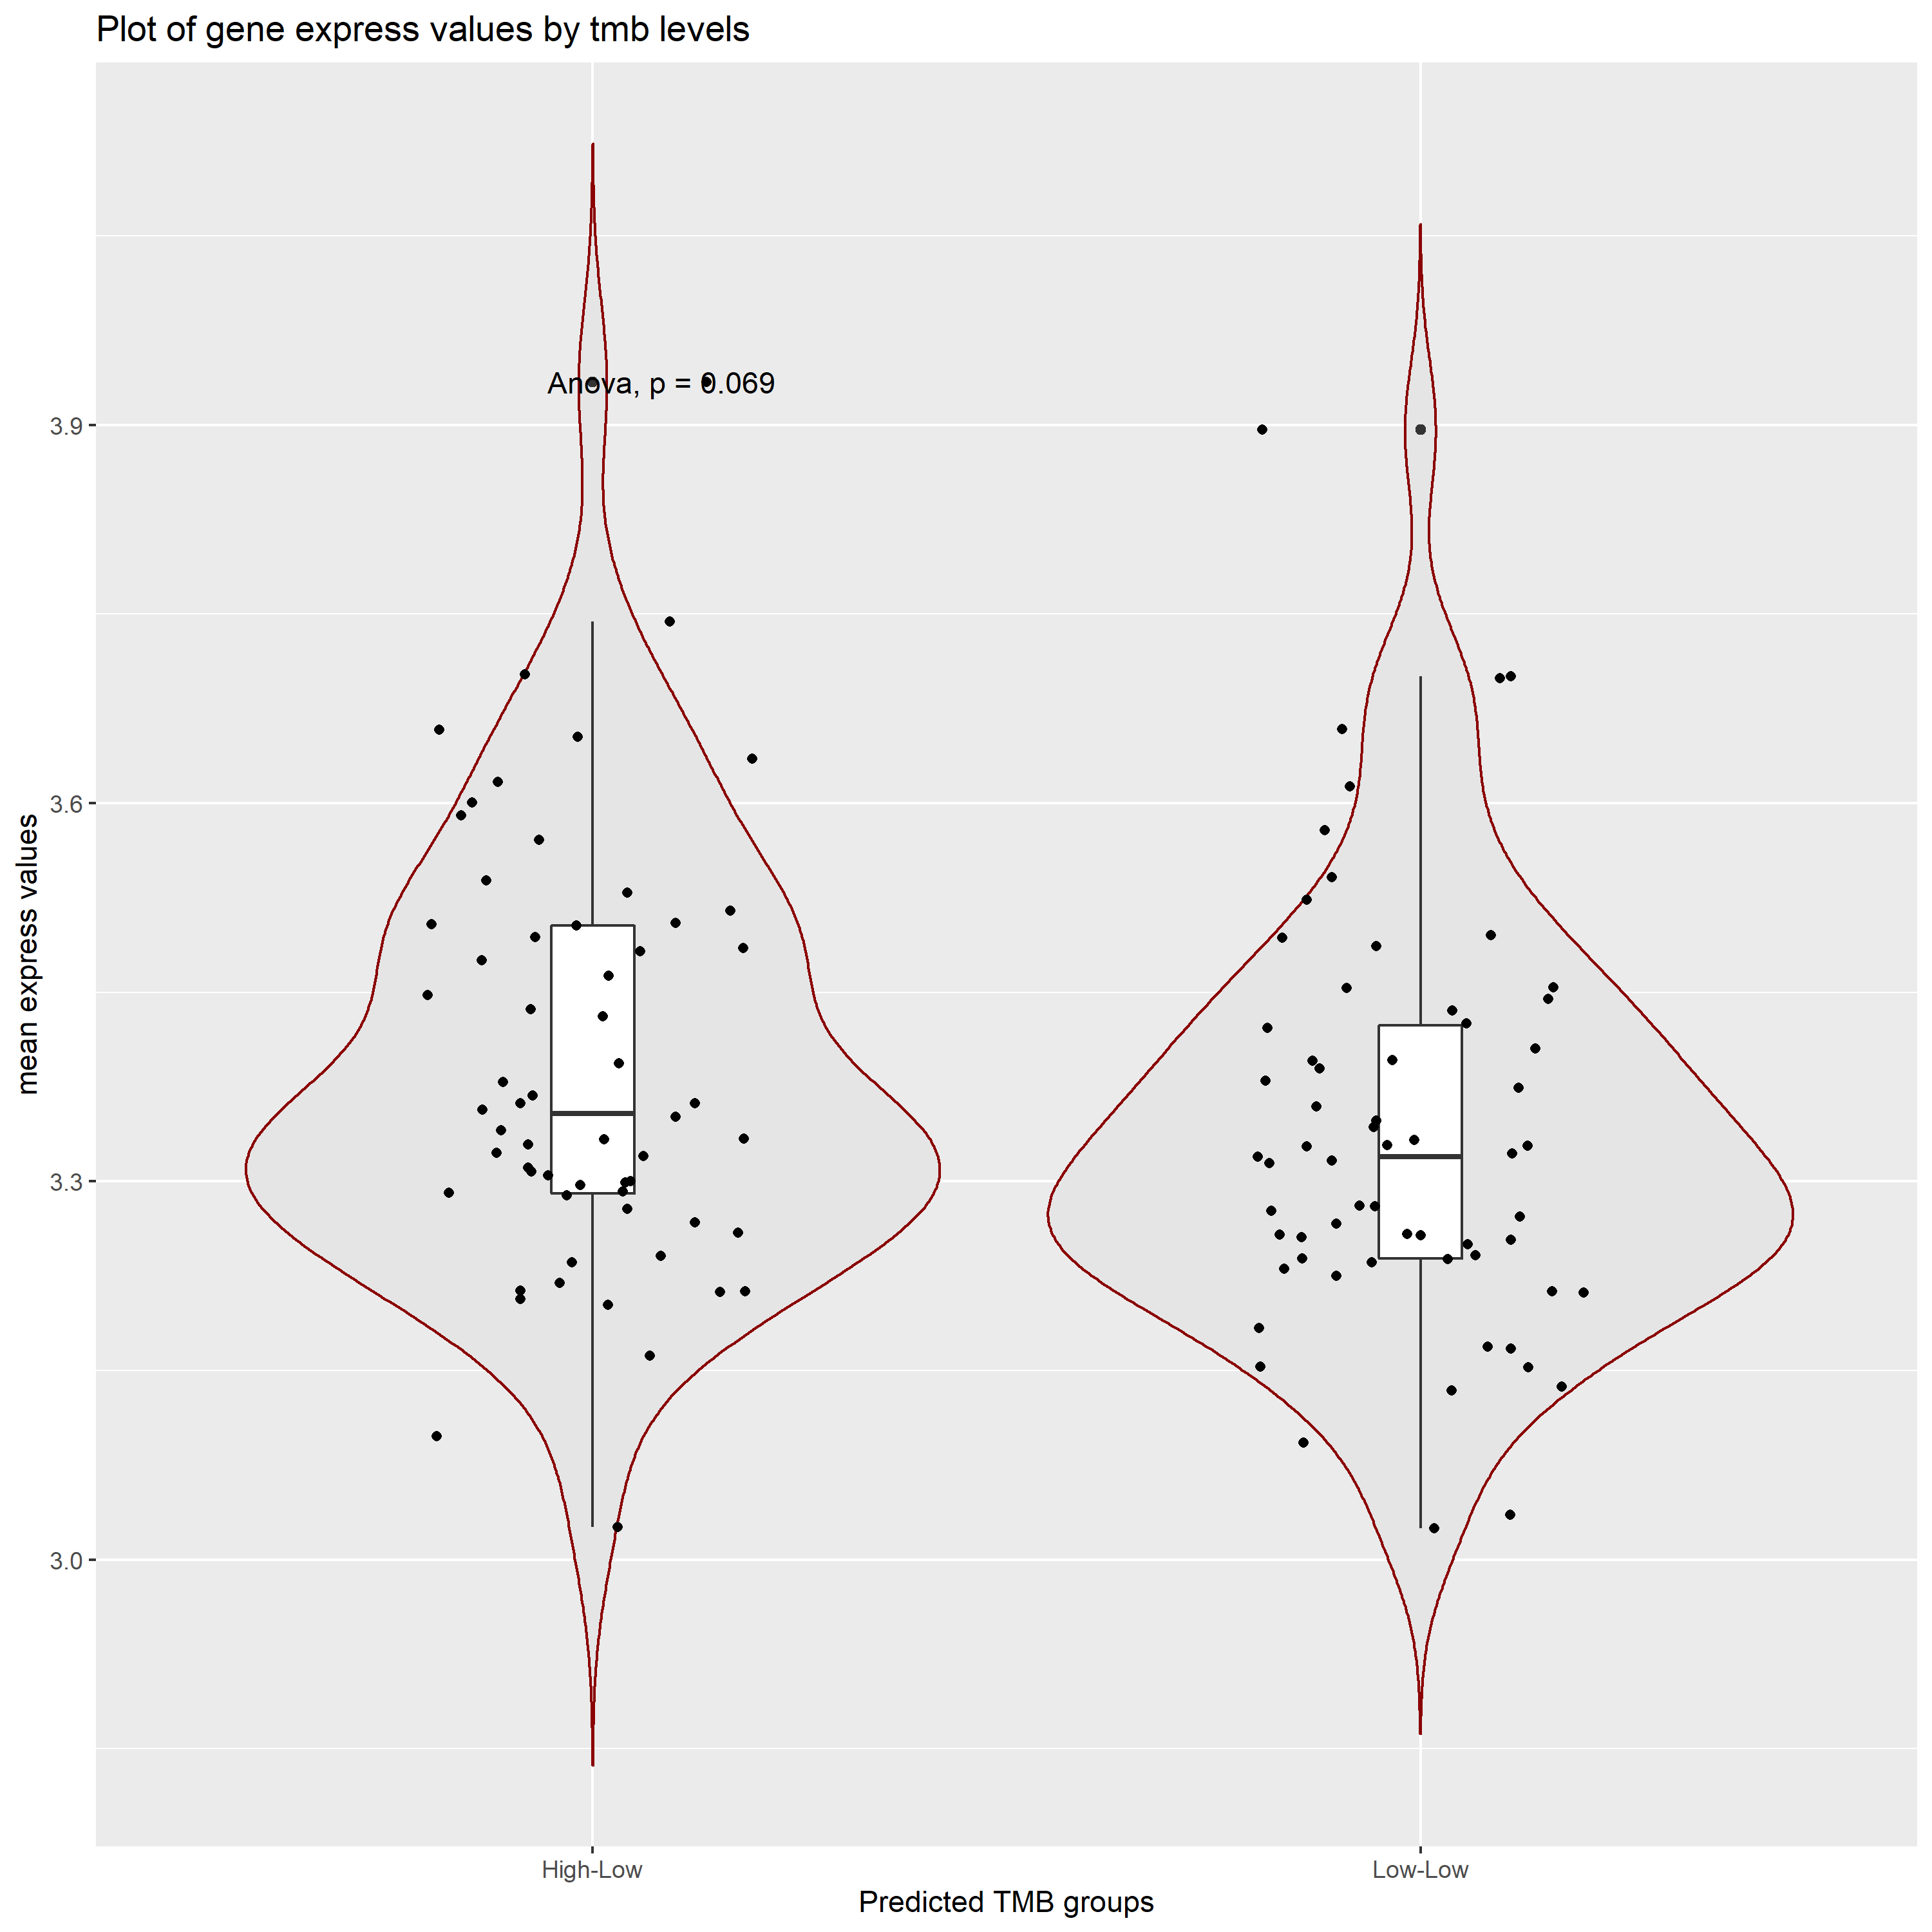 Plot of gene express values by tmb levels
Anova, p = 0.069
3.9
3.6
3.3
3.0
mean express values
High-Low
Low-Low
Predicted TMB groups